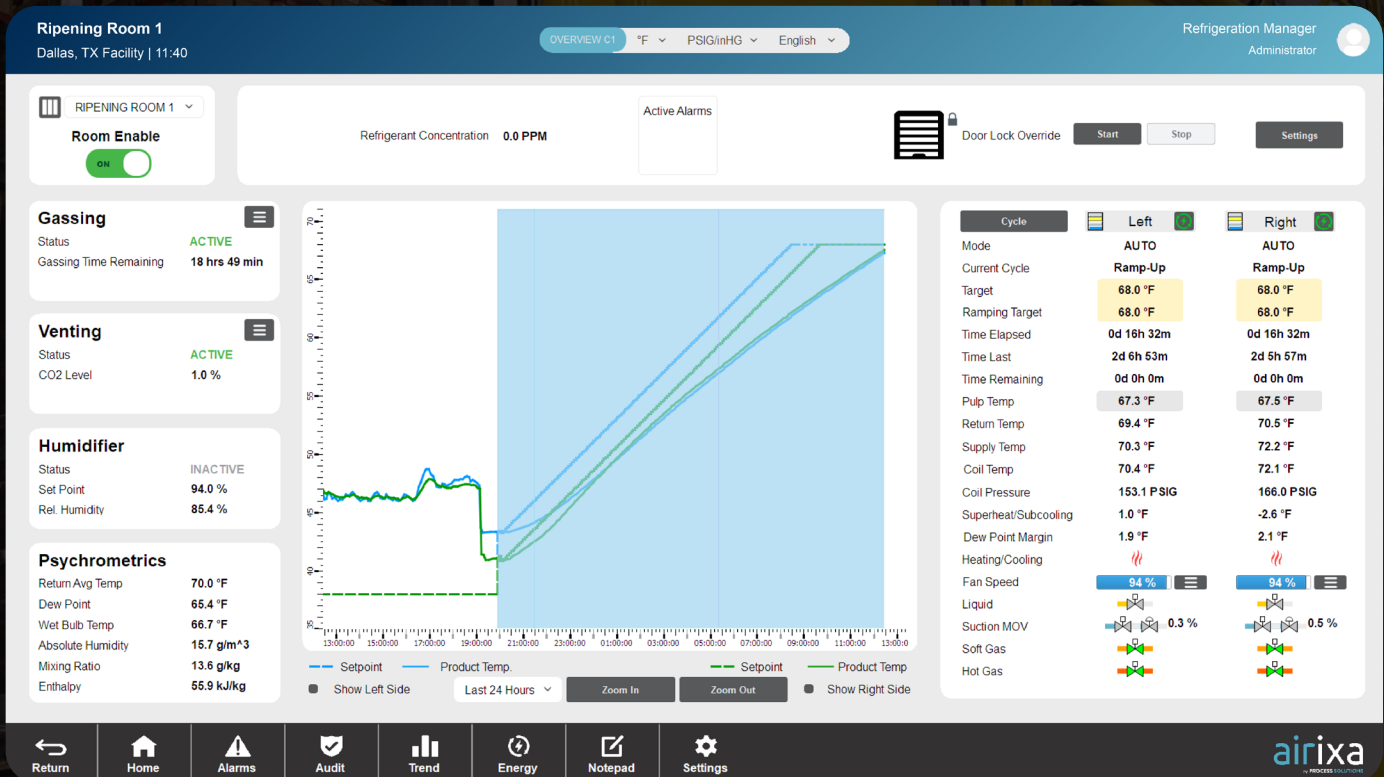 Ripening Room 1
Dallas, TX Facility | 11:40
OVERVIEW C1 °F PSIG/inHG English
Refrigeration Manager
Administrator
RIPENING ROOM 1
Room Enable
ON
Refrigerant Concentration 0.0 PPM
Active Alarms
Door Lock Override Start Stop Settings
Gassing
Status ACTIVE
Gassing Time Remaining 18 hrs 49 min
Venting
Status ACTIVE
CO2 Level 1.0 %
Humidifier
Status INACTIVE
Set Point 94.0 %
Rel. Humidity 85.4 %
Psychrometrics
Return Avg Temp 70.0 °F
Dew Point 65.4 °F
Wet Bulb Temp 66.7 °F
Absolute Humidity 15.7 g/m^3
Mixing Ratio 13.6 g/kg
Enthalpy 55.9 kJ/kg
70
65
60
55
50
45
40
35
13:00:00 15:00:00 17:00:00 19:00:00 21:00:00 23:00:00 01:00:00 03:00:00 05:00:00 07:00:00 09:00:00 11:00:00 13:00:0
Setpoint Product Temp. Setpoint Product Temp
Show Left Side Last 24 Hours Zoom In Zoom Out Show Right Side
Cycle Left Right
Mode AUTO AUTO
Current Cycle Ramp-Up Ramp-Up
Target 68.0 °F 68.0 °F
Ramping Target 68.0 °F 68.0 °F
Time Elapsed 0d 16h 32m 0d 16h 32m
Time Last 2d 6h 53m 2d 5h 57m
Time Remaining 0d 0h 0m 0d 0h 0m
Pulp Temp 67.3 °F 67.5 °F
Return Temp 69.4 °F 70.5 °F
Supply Temp 70.3 °F 72.2 °F
Coil Temp 70.4 °F 72.1 °F
Coil Pressure 153.1 PSIG 166.0 PSIG
Superheat/Subcooling 1.0 °F -2.6 °F
Dew Point Margin 1.9 °F 2.1 °F
Heating/Cooling
Fan Speed 94 % 94 %
Liquid
Suction MOV 0.3 % 0.5 %
Soft Gas
Hot Gas
Return Home Alarms Audit Trend Energy Notepad Settings
airixa
by PROCESS SOLUTIONS